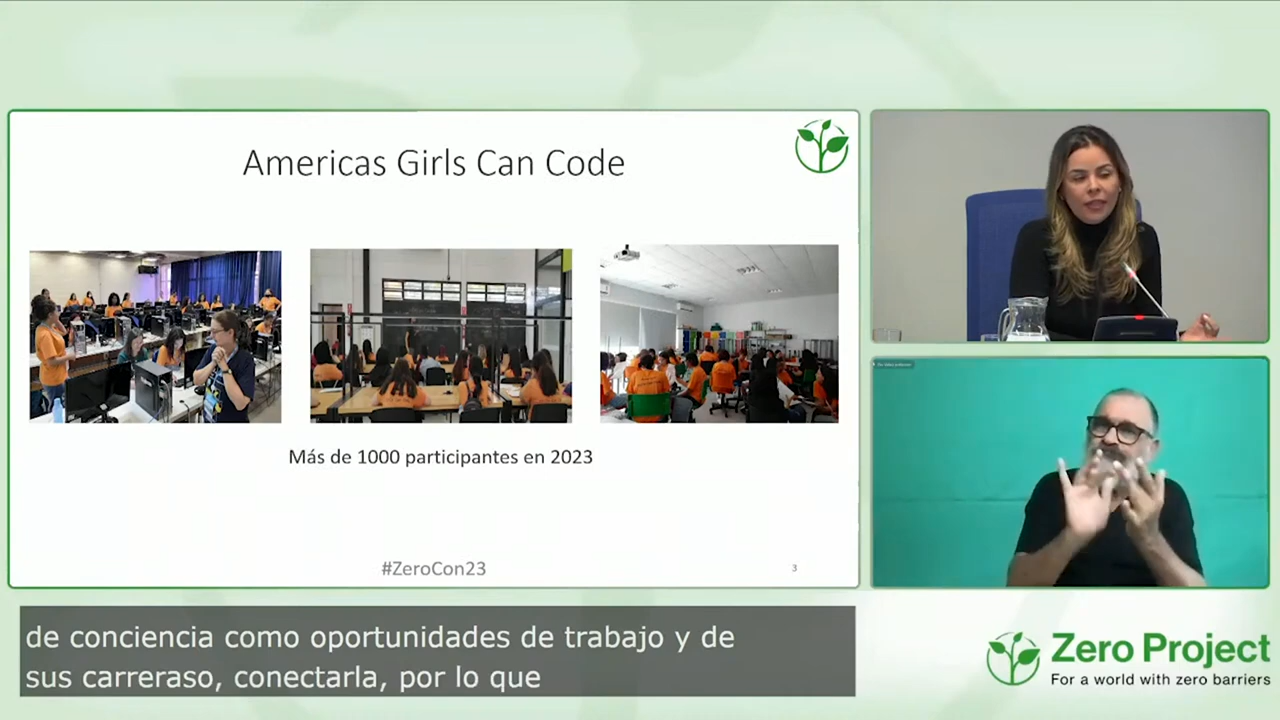 Americas Girls Can Code
Más de 1000 participantes en 2023
#ZeroCon23
3
de conciencia como oportunidades de trabajo y de
sus carreraso, conectarla, por lo que
Zero Project
For a world with zero barriers